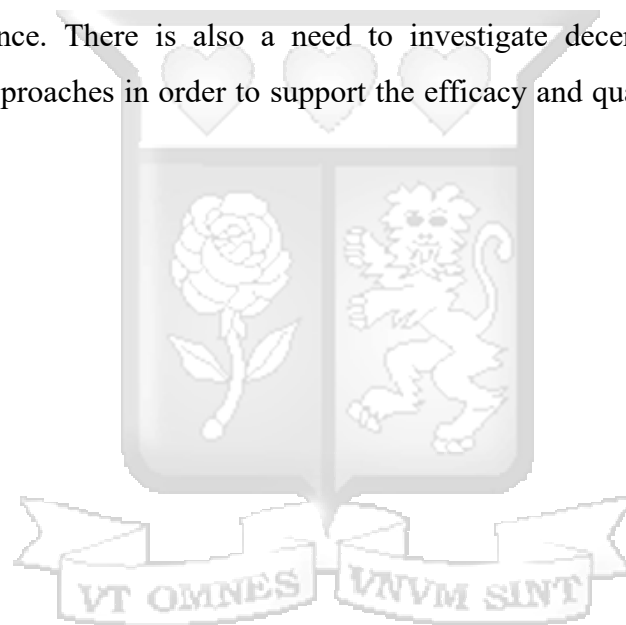 nce. There is also a need to investigate decen
proaches in order to support the efficacy and qua
VT OMNES VNVM SINT